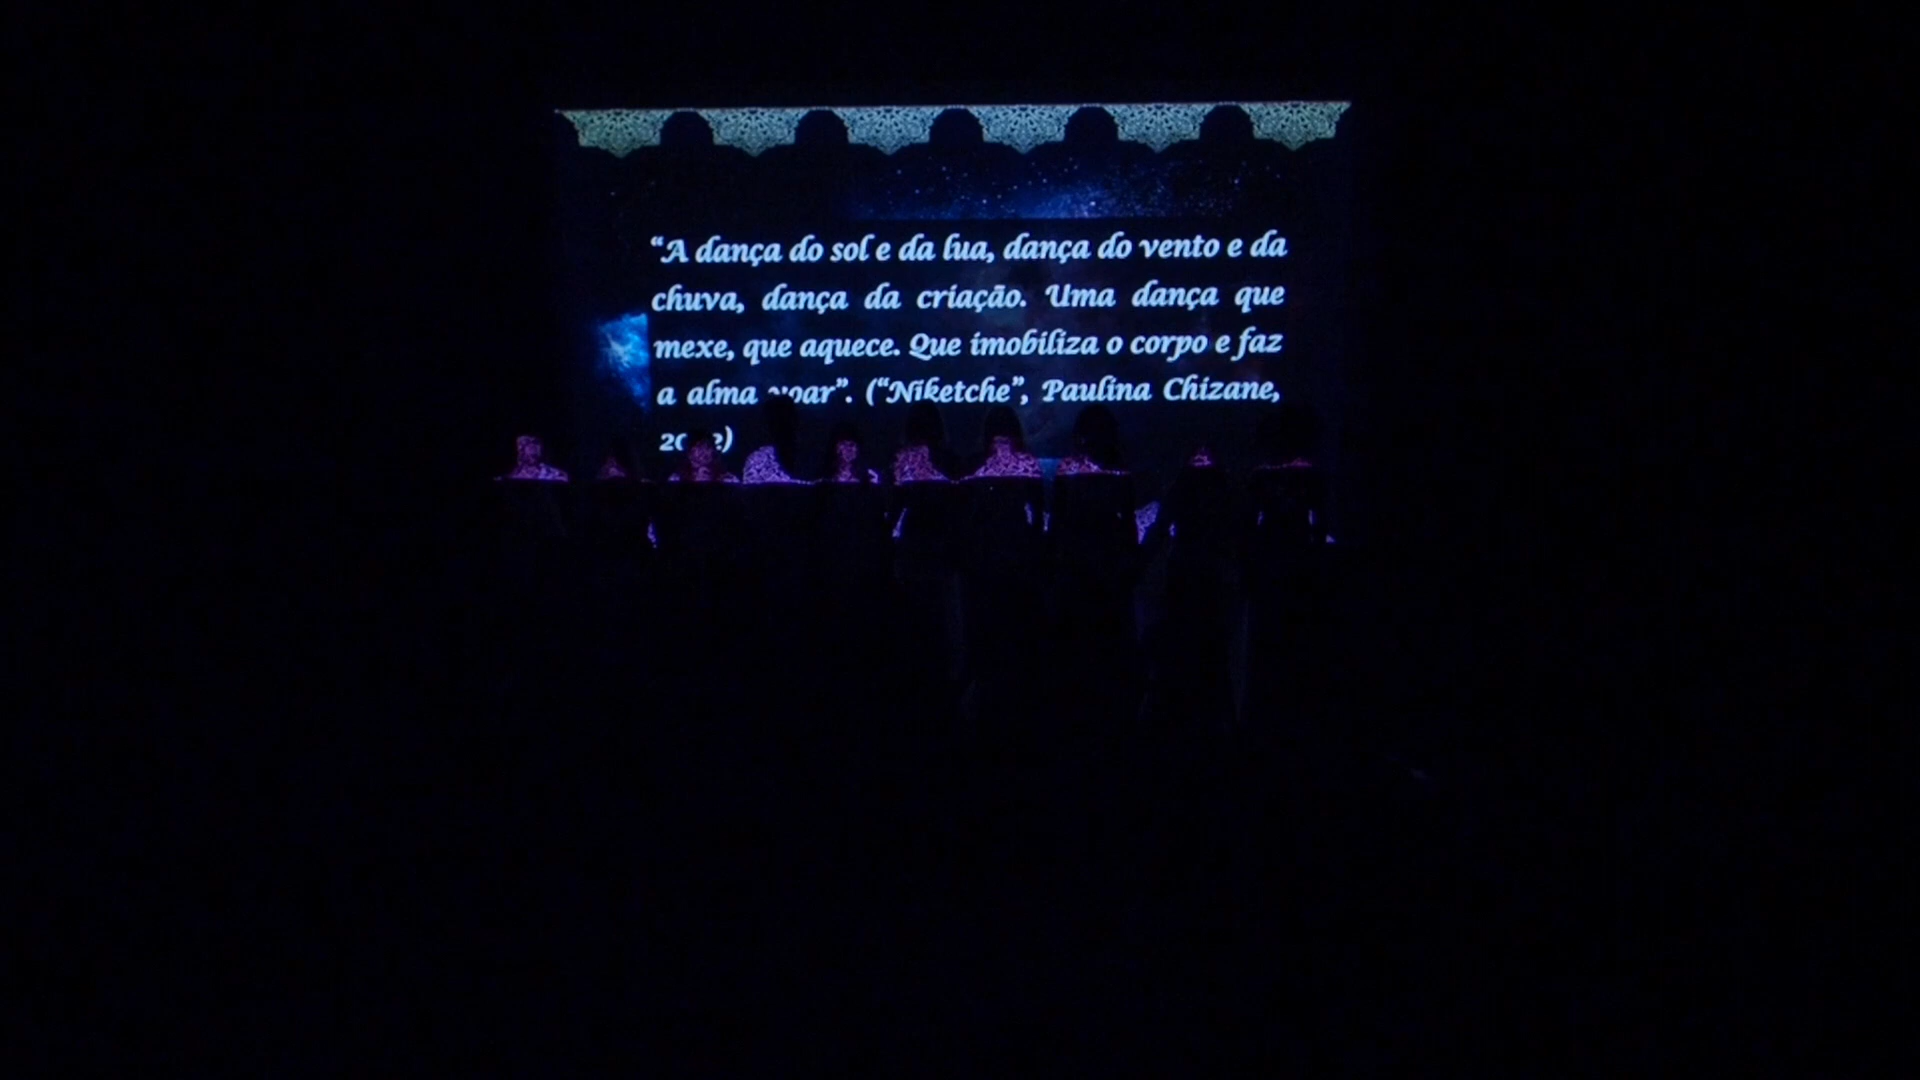 “A dança do sol e da lua, dança do vento e da
chuva, dança da criação. Uma dança que
mexe, que aquece. Que imobiliza o corpo e faz
a alma voar”. (“Niketche”, Paulina Chizane,